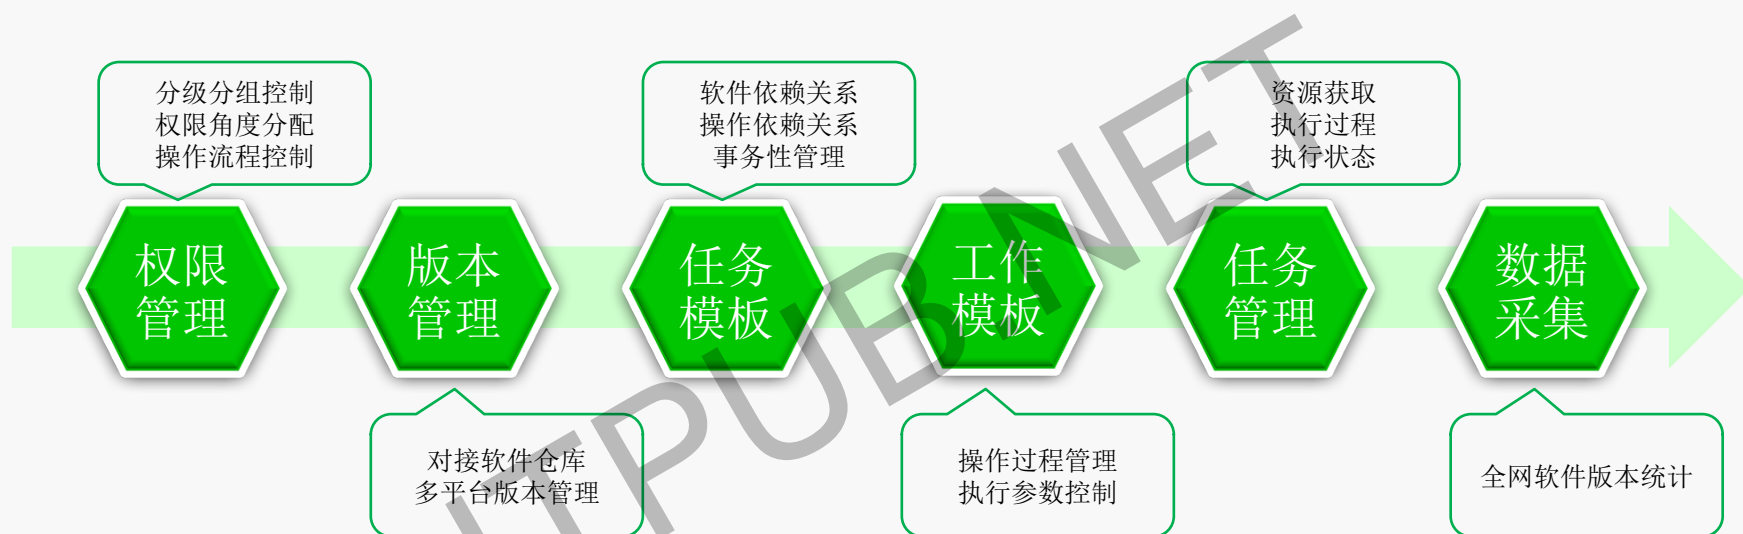 分级分组控制
权限角度分配
操作流程控制
软件依赖关系
操作依赖关系
事务性管理
资源获取
执行过程
执行状态
权限
管理
版本
管理
任务
模板
工作
模板
任务
管理
数据
采集
对接软件仓库
多平台版本管理
操作过程管理
执行参数控制
全网软件版本统计
ITPUB.NET